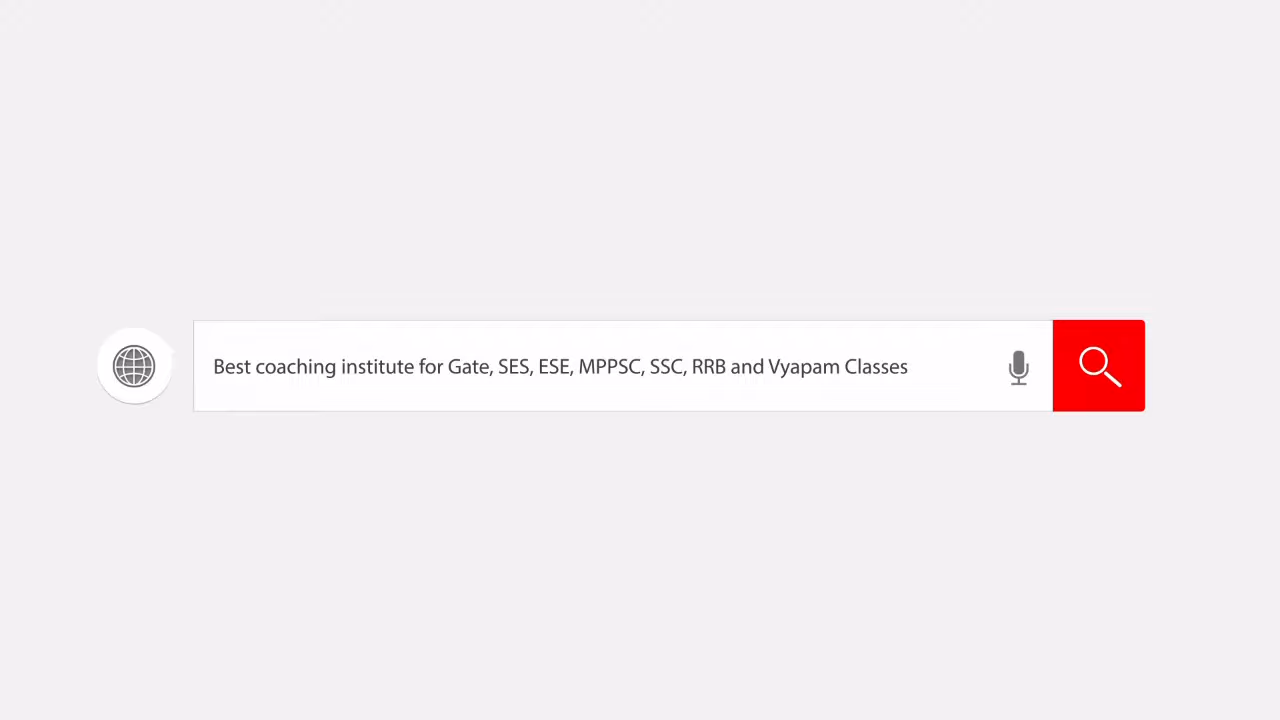 Best coaching institute for Gate, SES, ESE, MPPSC, SSC, RRB and Vyapam Classes